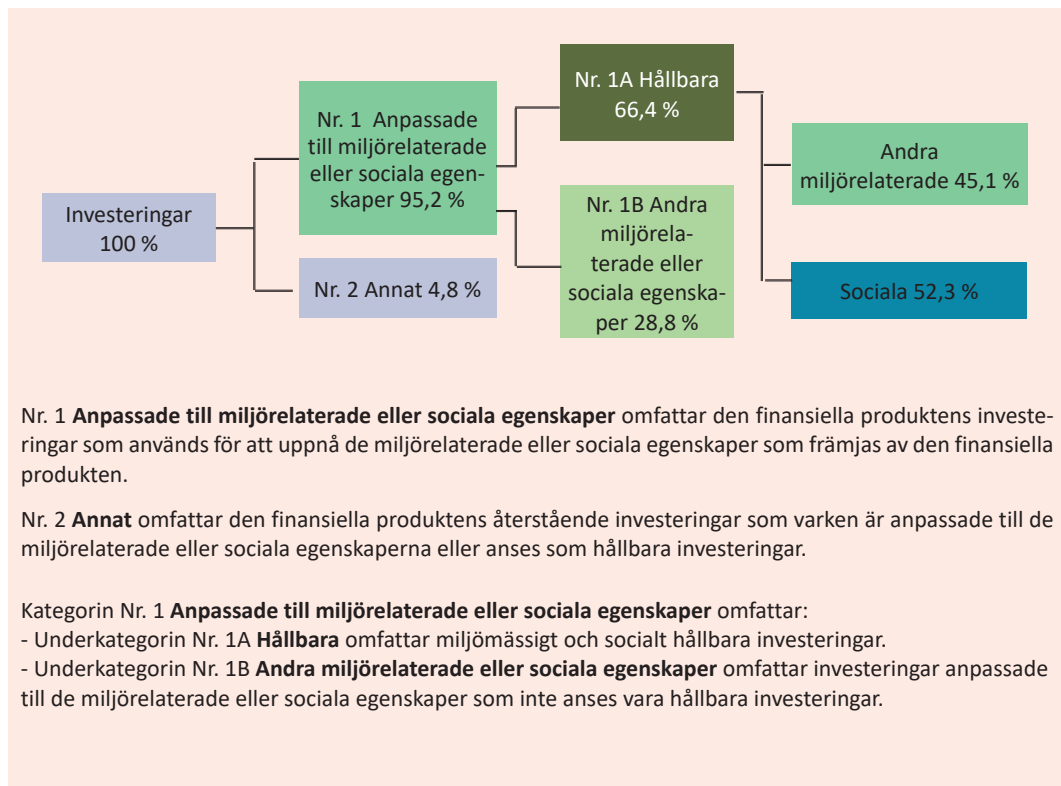 Investeringar
100 %
Nr. 1 Anpassade
till miljörelaterade
eller sociala egen-
skaper 95,2 %
Nr. 2 Annat 4,8 %
Nr. 1A Hållbara
66,4 %
Nr. 1B Andra
miljörela-
terade eller
sociala egenska-
per 28,8 %
Andra
miljörelaterade 45,1 %
Sociala 52,3 %
Nr. 1 Anpassade till miljörelaterade eller sociala egenskaper omfattar den finansiella produktens investe-
ringar som används för att uppnå de miljörelaterade eller sociala egenskaper som främjas av den finansiella
produkten.
Nr. 2 Annat omfattar den finansiella produktens återstående investeringar som varken är anpassade till de
miljörelaterade eller sociala egenskaperna eller anses som hållbara investeringar.
Kategorin Nr. 1 Anpassade till miljörelaterade eller sociala egenskaper omfattar:
- Underkategorin Nr. 1A Hållbara omfattar miljömässigt och socialt hållbara investeringar.
- Underkategorin Nr. 1B Andra miljörelaterade eller sociala egenskaper omfattar investeringar anpassade
till de miljörelaterade eller sociala egenskaper som inte anses vara hållbara investeringar.